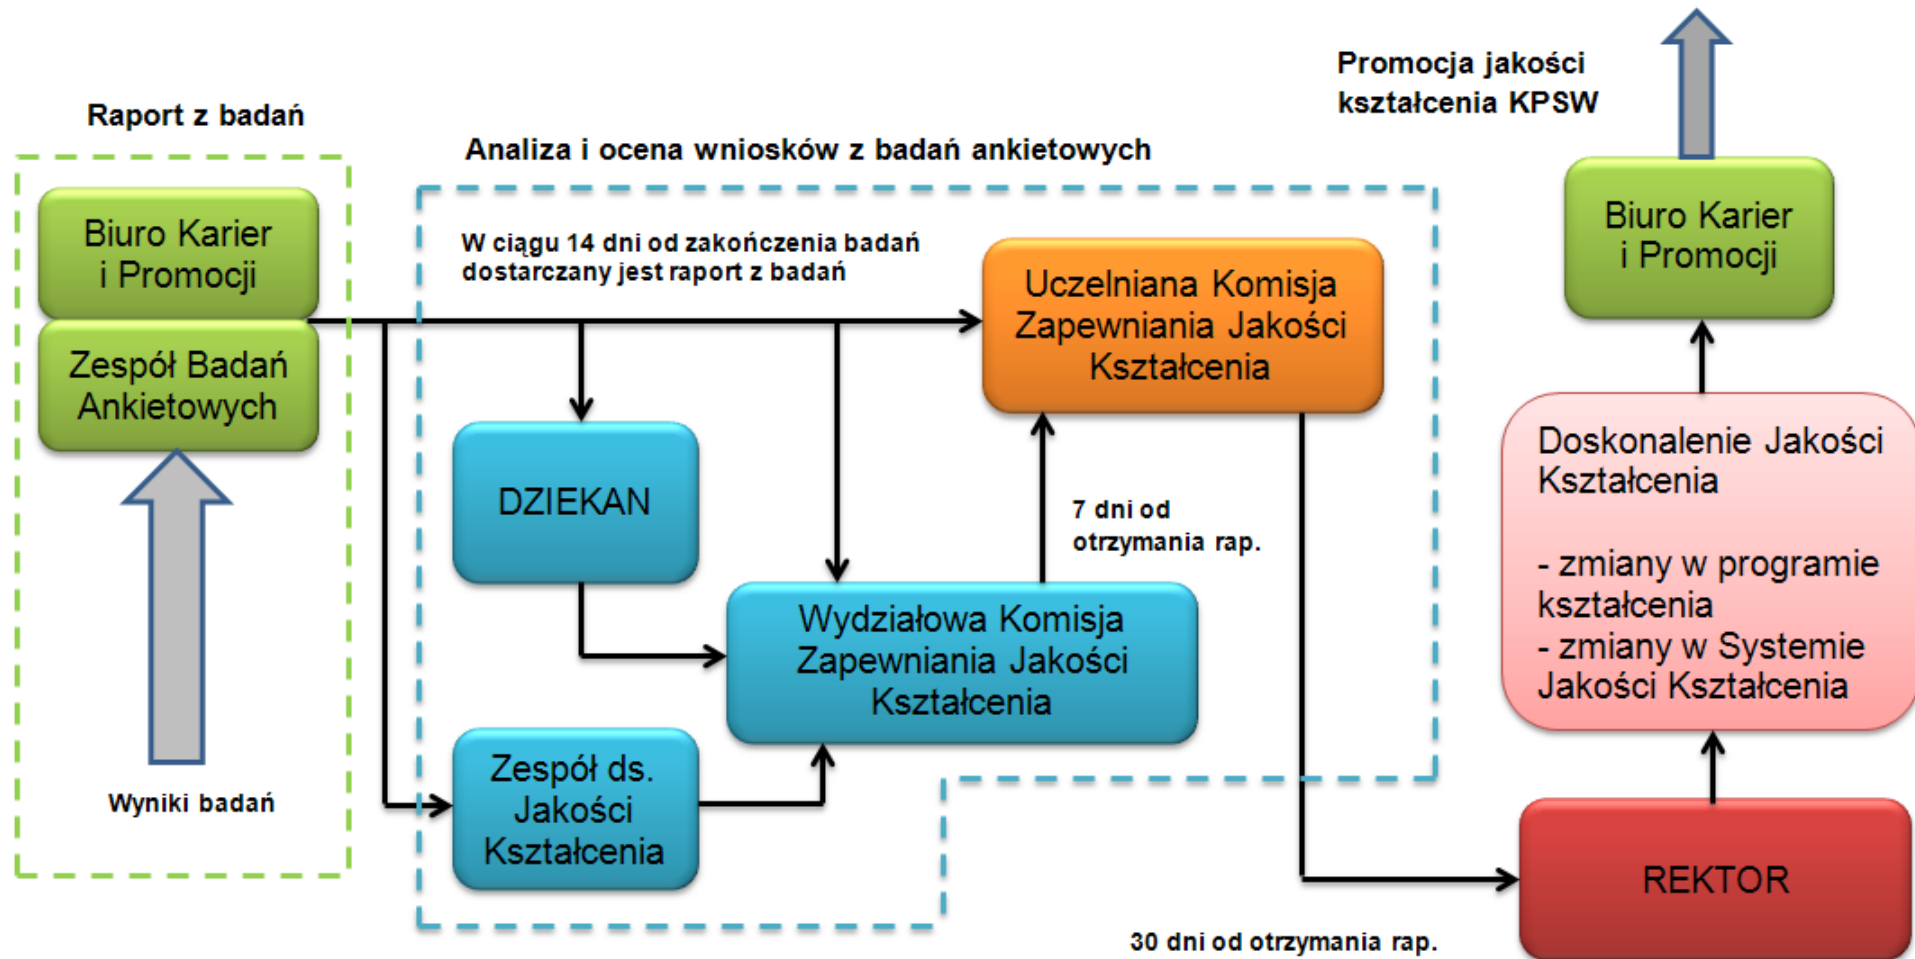 Raport z badań
Biuro Karier
i Promocji
Zespół Badań
Ankietowych
Wyniki badań
Analiza i ocena wniosków z badań ankietowych
W ciągu 14 dni od zakończenia badań
dostarczany jest raport z badań
Uczelniana Komisja
Zapewniania Jakości
Kształcenia
DZIEKAN
7 dni od
otrzymania rap.
Wydziałowa Komisja
Zapewniania Jakości
Kształcenia
Zespół ds.
Jakości
Kształcenia
30 dni od otrzymania rap.
Promocja jakości
kształcenia KPSW
Biuro Karier
i Promocji
Doskonalenie Jakości
Kształcenia
- zmiany w programie
kształcenia
- zmiany w Systemie
Jakości Kształcenia
REKTOR